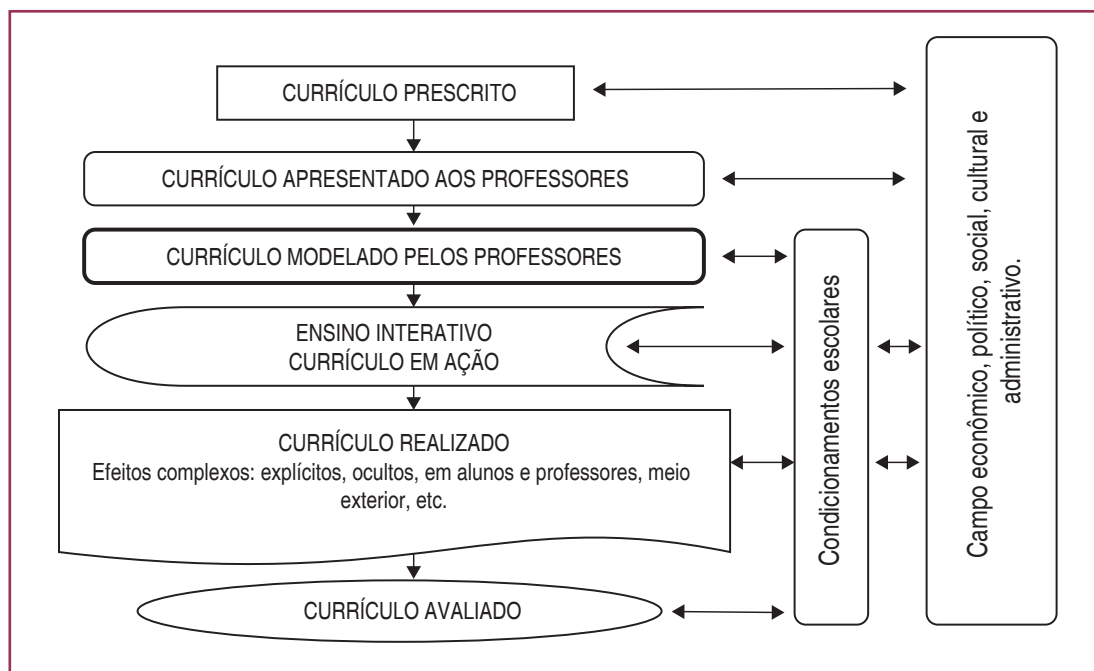 CURRÍCULO PRESCRITO
CURRÍCULO APRESENTADO AOS PROFESSORES
CURRÍCULO MODELADO PELOS PROFESSORES
ENSINO INTERATIVO
CURRÍCULO EM AÇÃO
CURRÍCULO REALIZADO
Efeitos complexos: explícitos, ocultos, em alunos e professores, meio
exterior, etc.
CURRÍCULO AVALIADO
Condicionamentos escolares
Campo econômico, político, social, cultural e
administrativo.